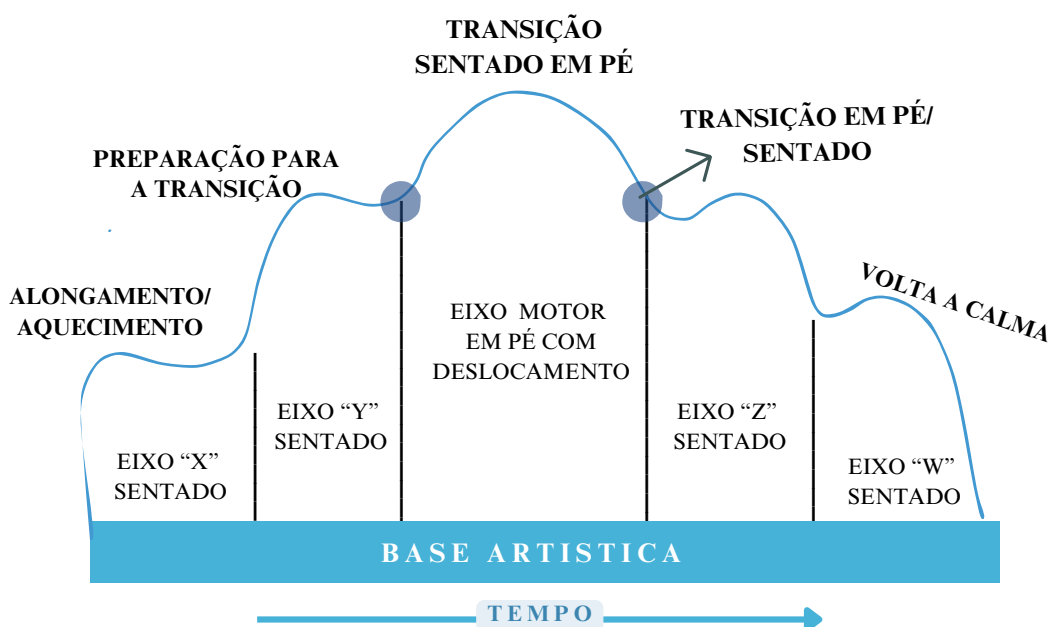 TRANSIÇÃO
SENTADO EM PÉ
TRANSIÇÃO EM PÉ/
SENTADO
PREPARAÇÃO PARA
A TRANSIÇÃO
ALONGAMENTO/
AQUECIMENTO
VOLTA A CALMA
EIXO “X”
SENTADO
EIXO “Y”
SENTADO
EIXO MOTOR
EM PÉ COM
DESLOCAMENTO
EIXO “Z”
SENTADO
EIXO “W”
SENTADO
BASE ARTISTICA
TEMPO